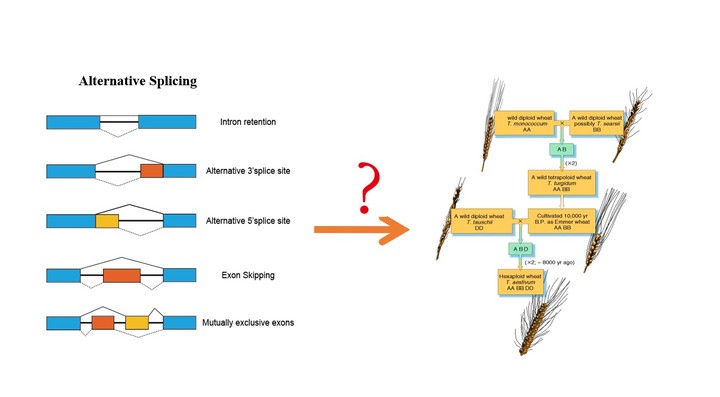 Alternative Splicing
Intron retention
Alternative 3'splice site
Alternative 5'splice site
Exon Skipping
Mutually exclusive exons
?
wild diploid wheat
T. monococcum
AA
×
A wild diploid wheat
possibly T. searsii
BB
A B
(×2)
A wild tetraploid wheat
T. turgidum
AA BB
A wild diploid wheat
T. tauschii
DD
×
Cultivated 10,000 yr
B.P. as Emmer wheat
AA BB
A B D
(×2; ~ 8000 yr ago)
Hexaploid wheat
T. aestivum
AA BB DD